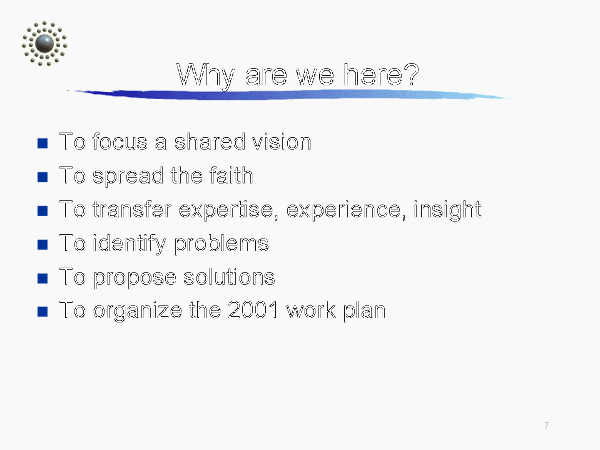 Why are we here?
To focus a shared vision
To spread the faith
To transfer expertise, experience, insight
To identify problems
To propose solutions
To organize the 2001 work plan
7